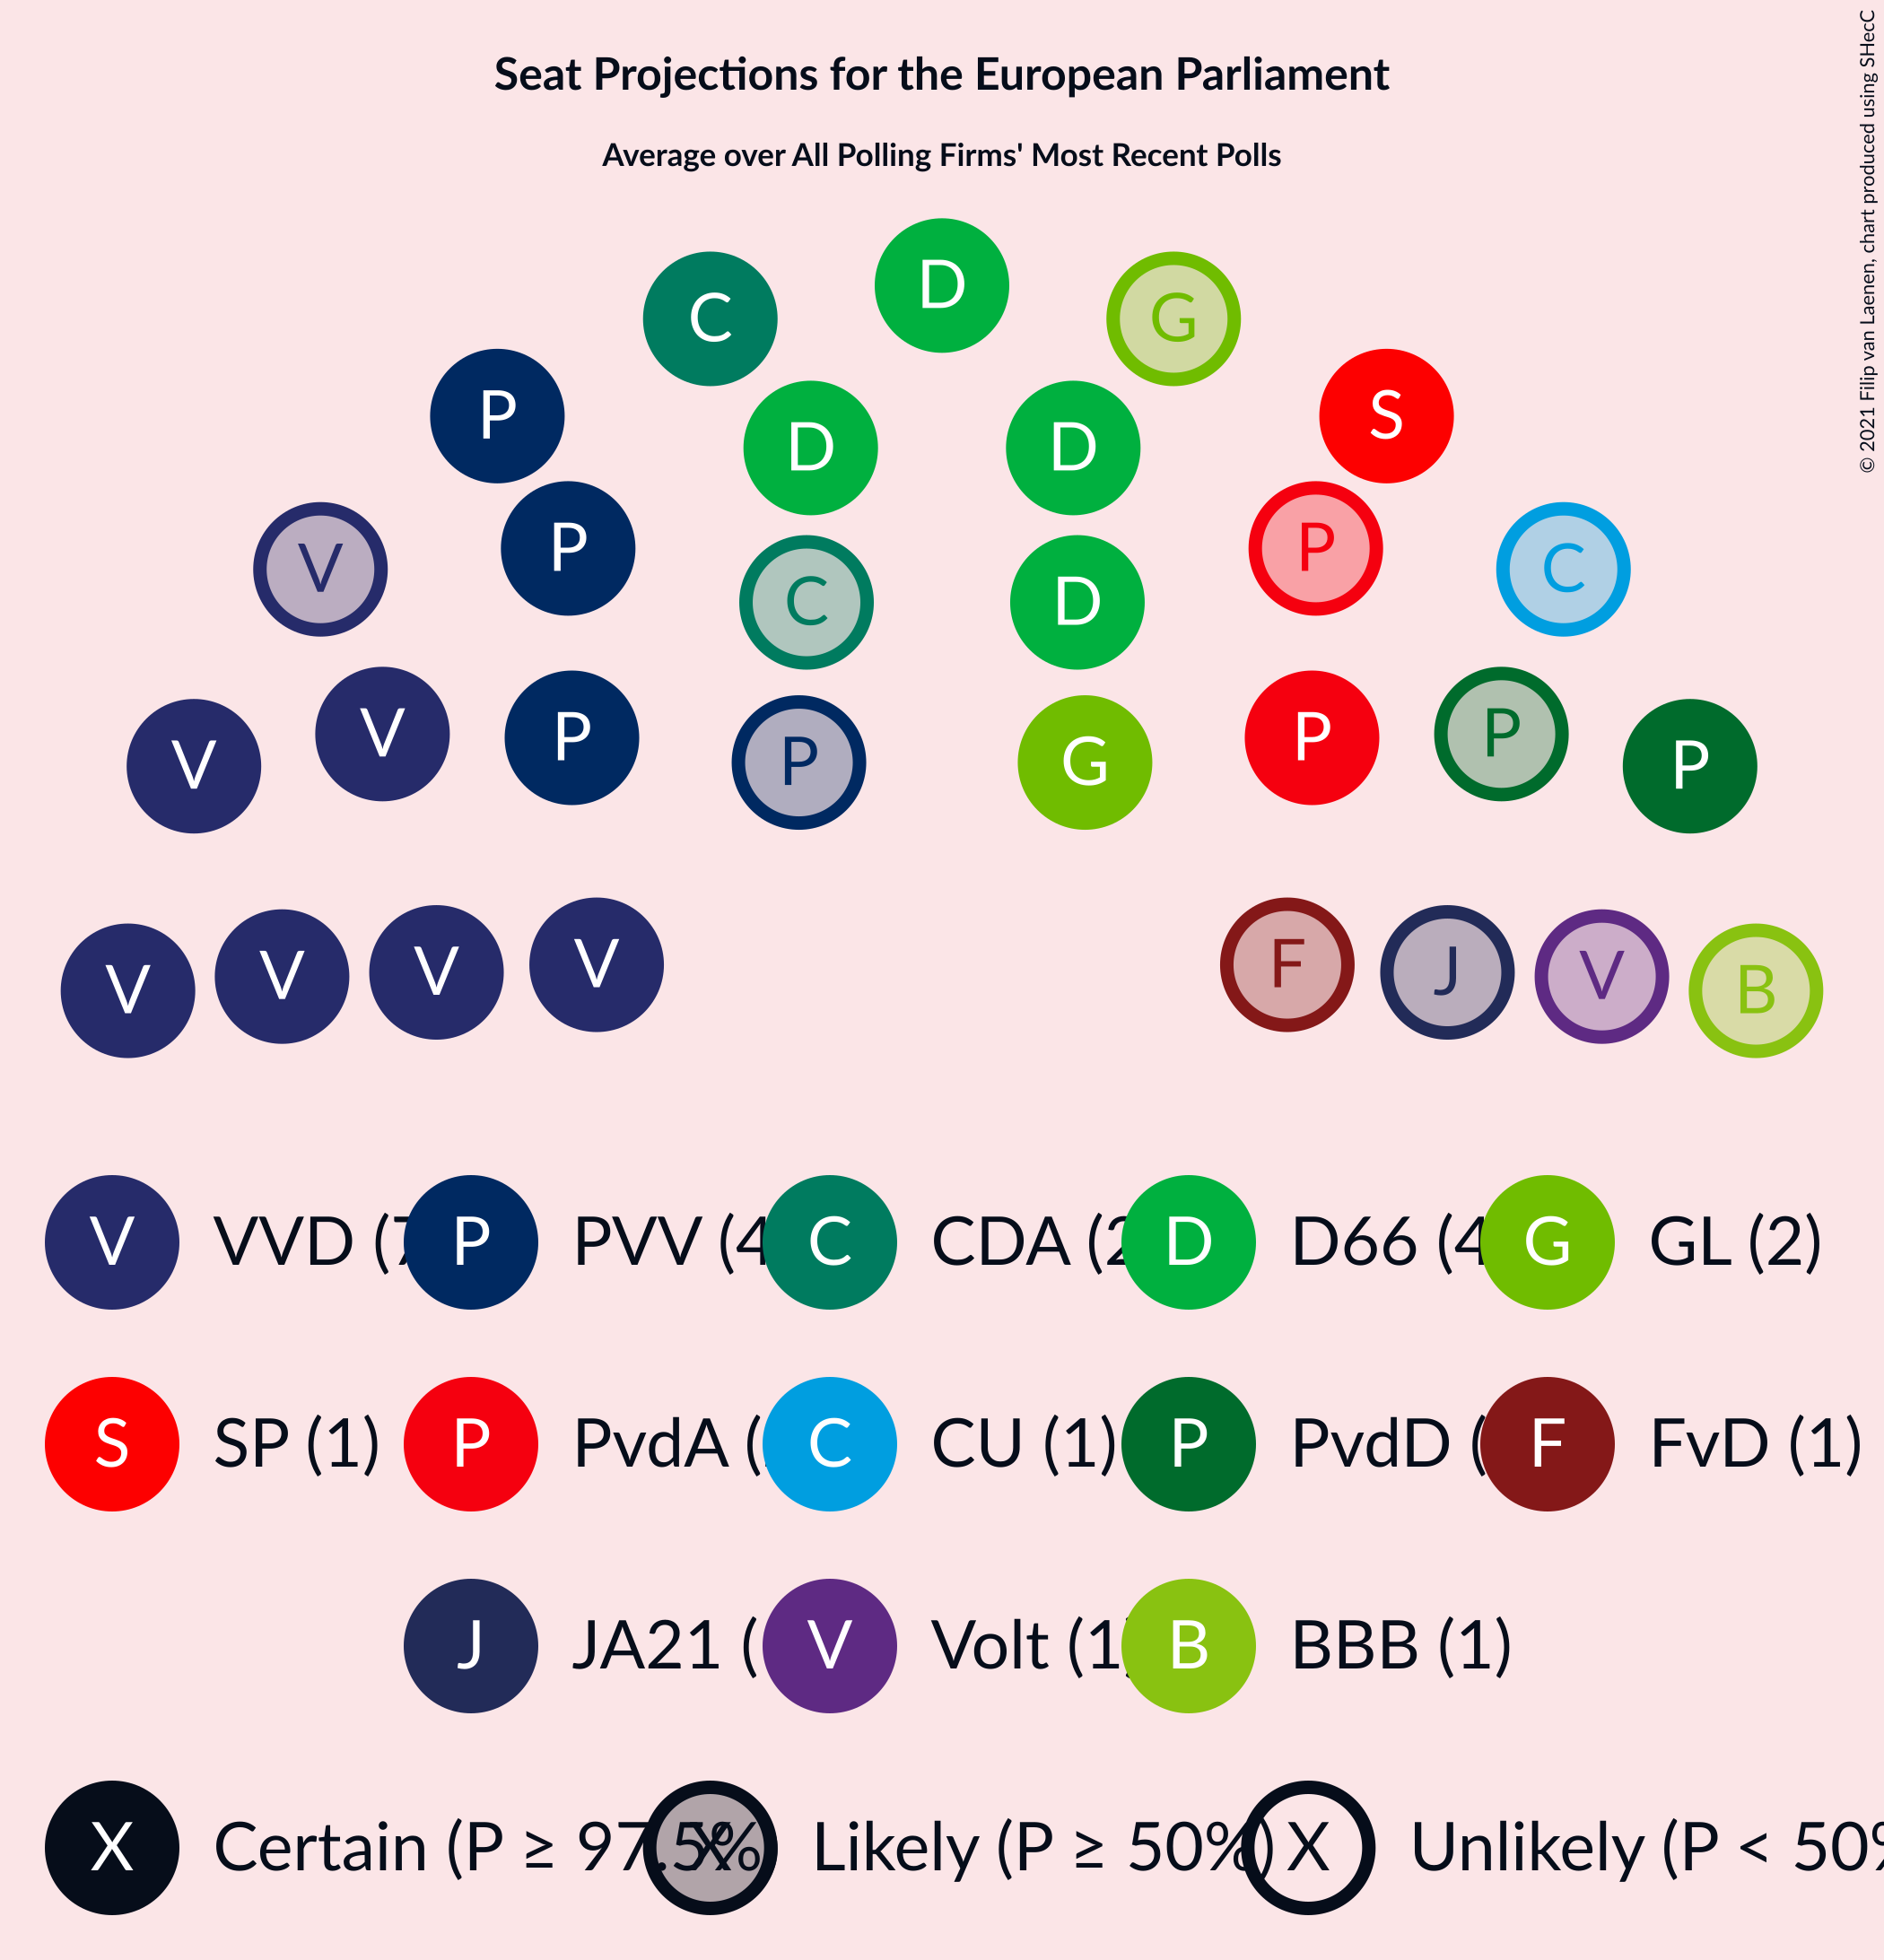 Seat Projections for the European Parliament
Average over All Polling Firms' Most Recent Polls
© 2021 Filip van Laenen, chart produced using SHecC
D
C G
P S
D D
P P
V C
C D
V P
P P
P G
V P
V V V V
F J V B
V VVD (7 P PVV (4 C CDA (2 D D66 (4 G GL (2)
S SP (1) P PvdA ( C CU (1) P PvdD ( F FvD (1)
J JA21 ( V Volt (1) B BBB (1)
X Certain (P ≥ 97.5% X Likely (P ≥ 50%) X Unlikely (P < 50%